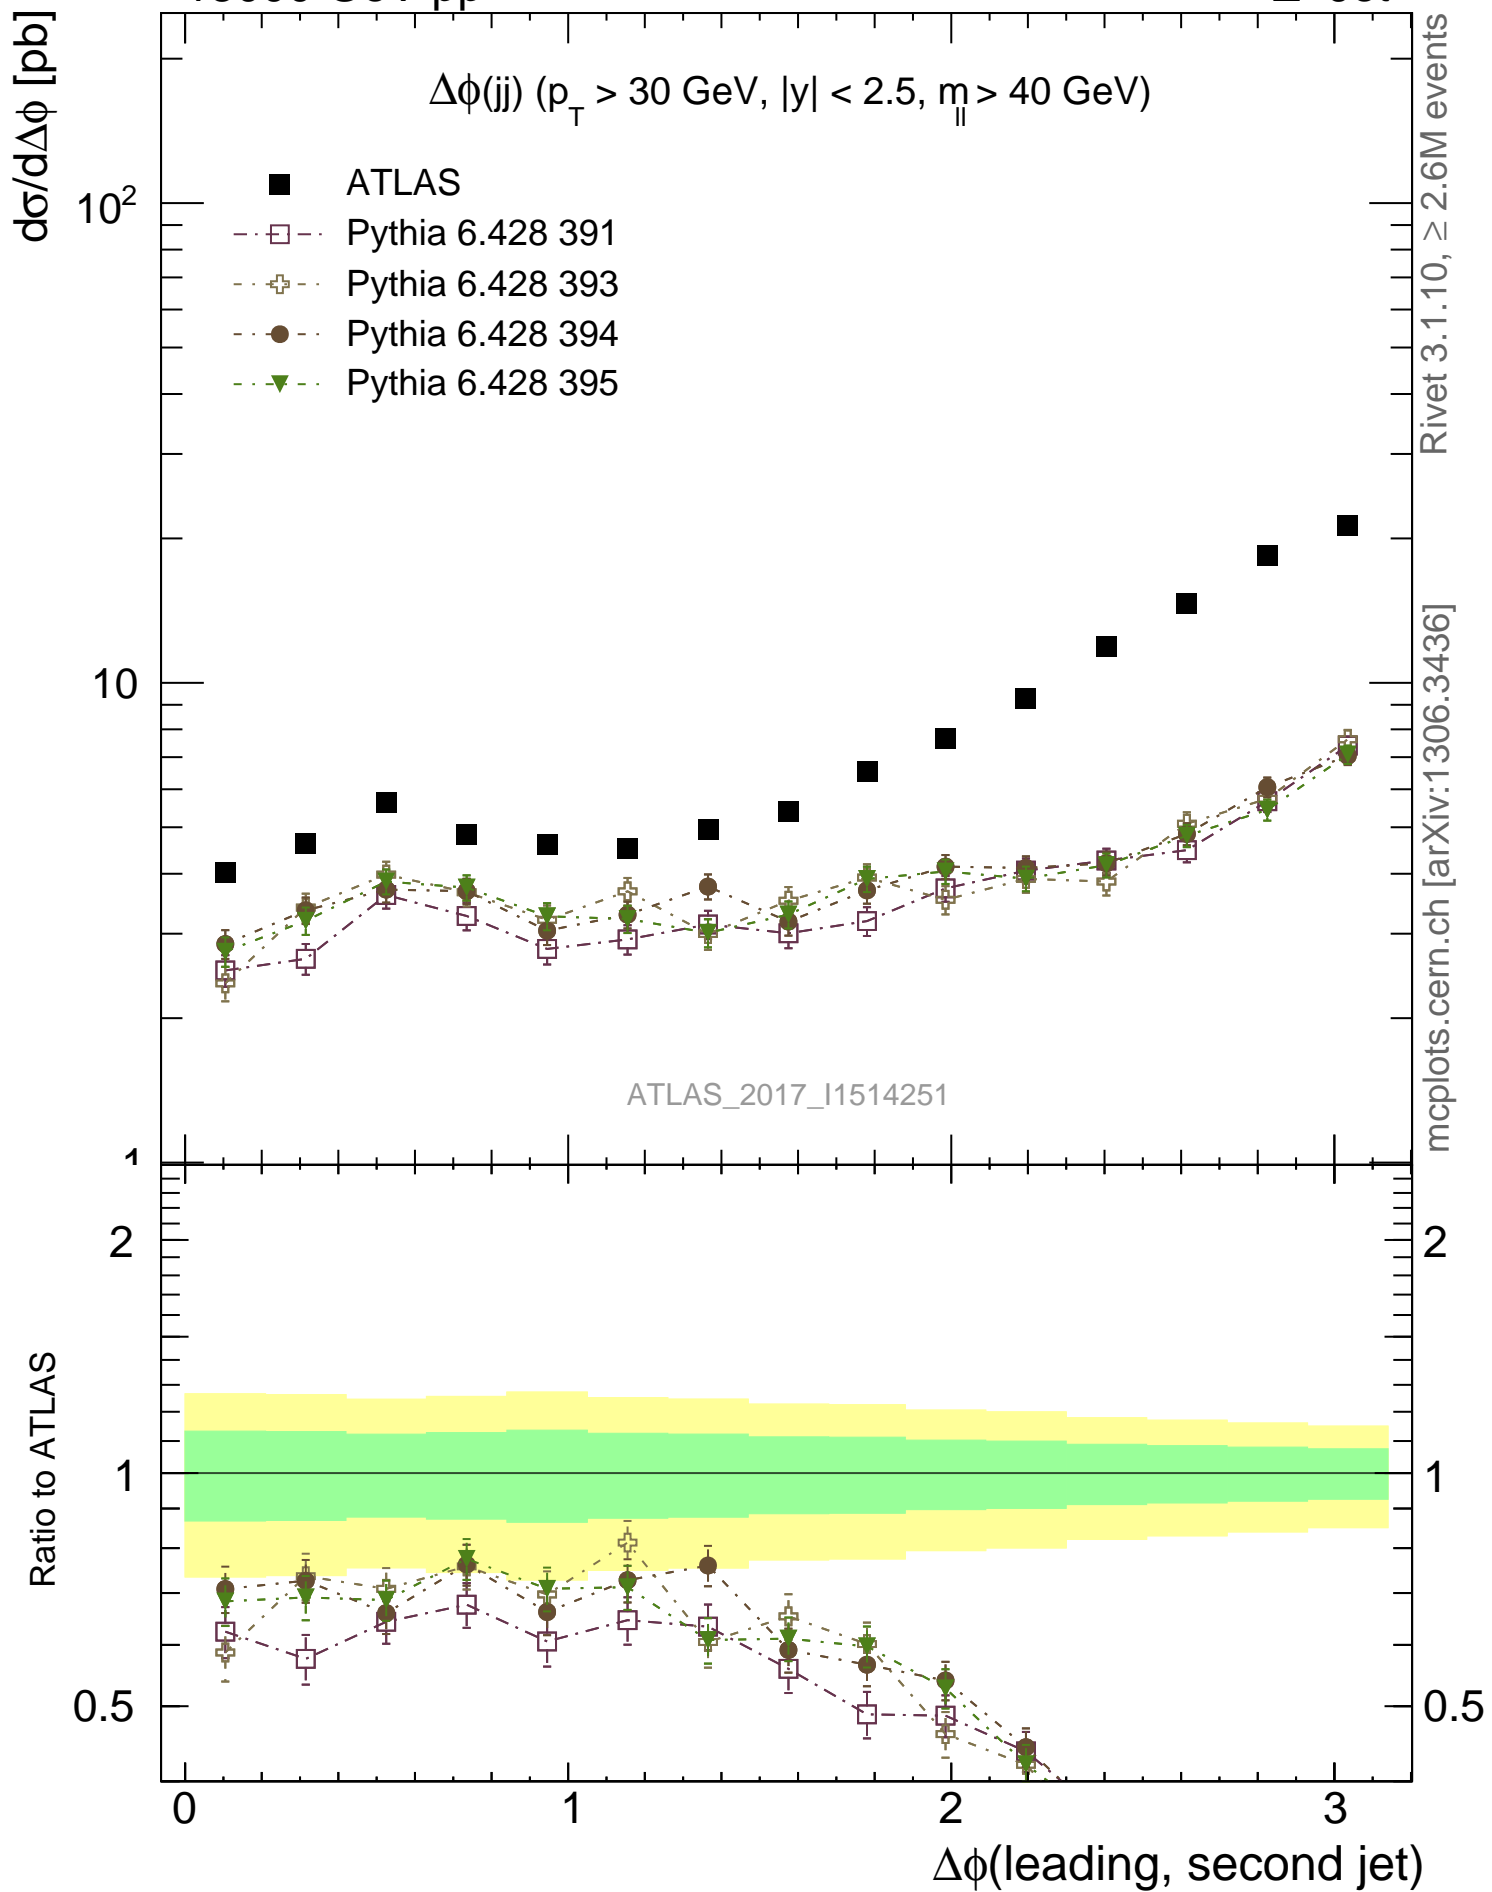 dσ/dΔϕ [pb]
Δϕ(jj) (p_T > 30 GeV, |y| < 2.5, m_ll > 40 GeV)
ATLAS
Pythia 6.428 391
Pythia 6.428 393
Pythia 6.428 394
Pythia 6.428 395
10²
10
1
ATLAS_2017_I1514251
Rivet 3.1.10, ≥ 2.6M events
mcplots.cern.ch [arXiv:1306.3436]
Ratio to ATLAS
2
1
0.5
2
1
0.5
0
1
2
3
Δϕ(leading, second jet)